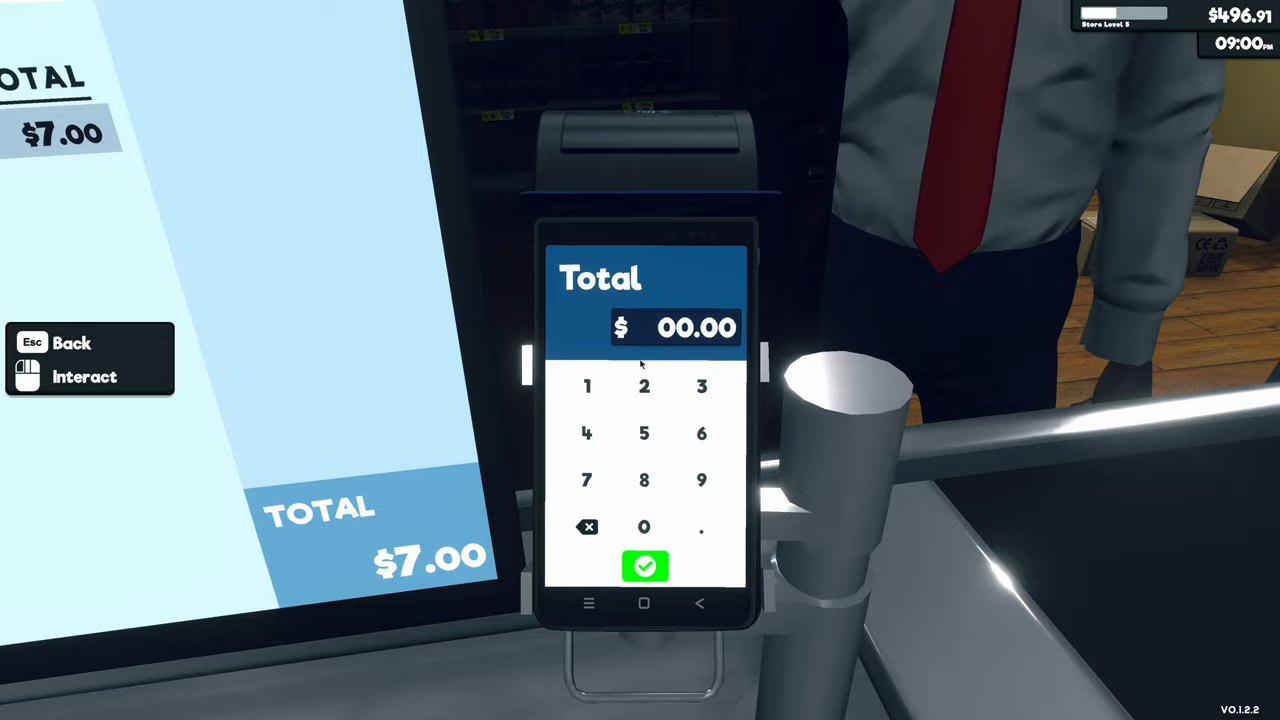 $496.91
Store Level 5
09:00PM
OTAL
$7.00
Total
$ 00.00
Esc Back
Interact
1 2 3
4 5 6
7 8 9
0 .
TOTAL
$7.00
V0.1.2.2